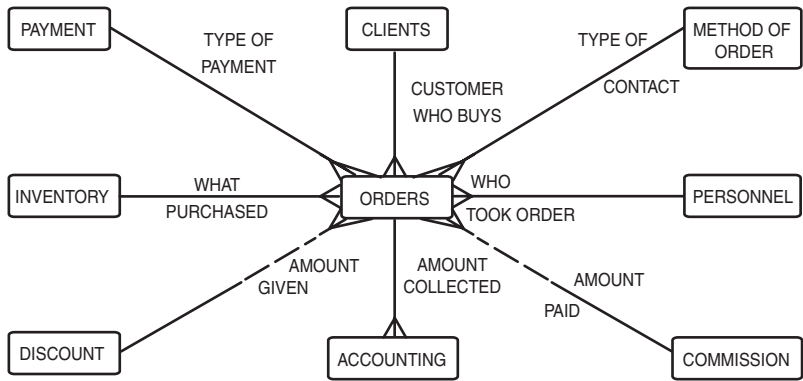 PAYMENT
TYPE OF
PAYMENT
CLIENTS
CUSTOMER
WHO BUYS
TYPE OF
CONTACT
METHOD OF
ORDER
INVENTORY
WHAT
PURCHASED
ORDERS
WHO
TOOK ORDER
PERSONNEL
AMOUNT
GIVEN
AMOUNT
COLLECTED
AMOUNT
PAID
DISCOUNT
ACCOUNTING
COMMISSION